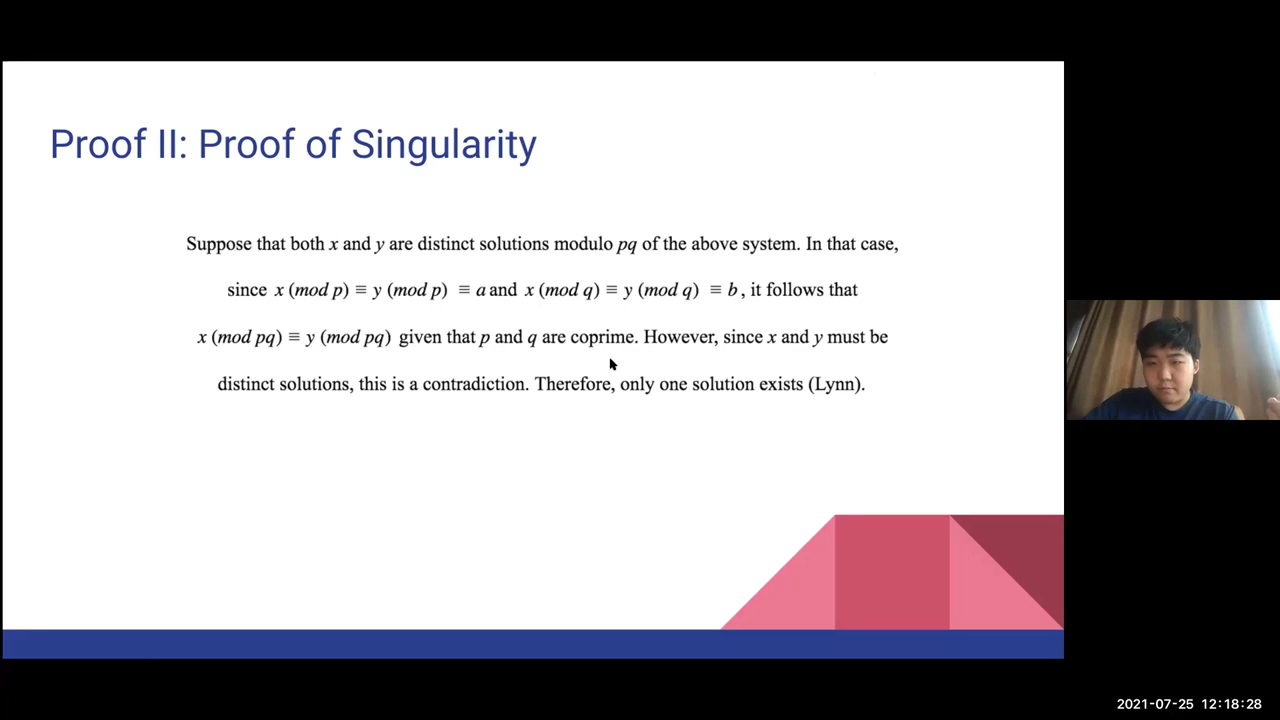 Proof II: Proof of Singularity
Suppose that both x and y are distinct solutions modulo pq of the above system. In that case,
since x (mod p) ≡ y (mod p) ≡ a and x (mod q) ≡ y (mod q) ≡ b, it follows that
x (mod pq) ≡ y (mod pq) given that p and q are coprime. However, since x and y must be
distinct solutions, this is a contradiction. Therefore, only one solution exists (Lynn).
2021-07-25 12:18:28